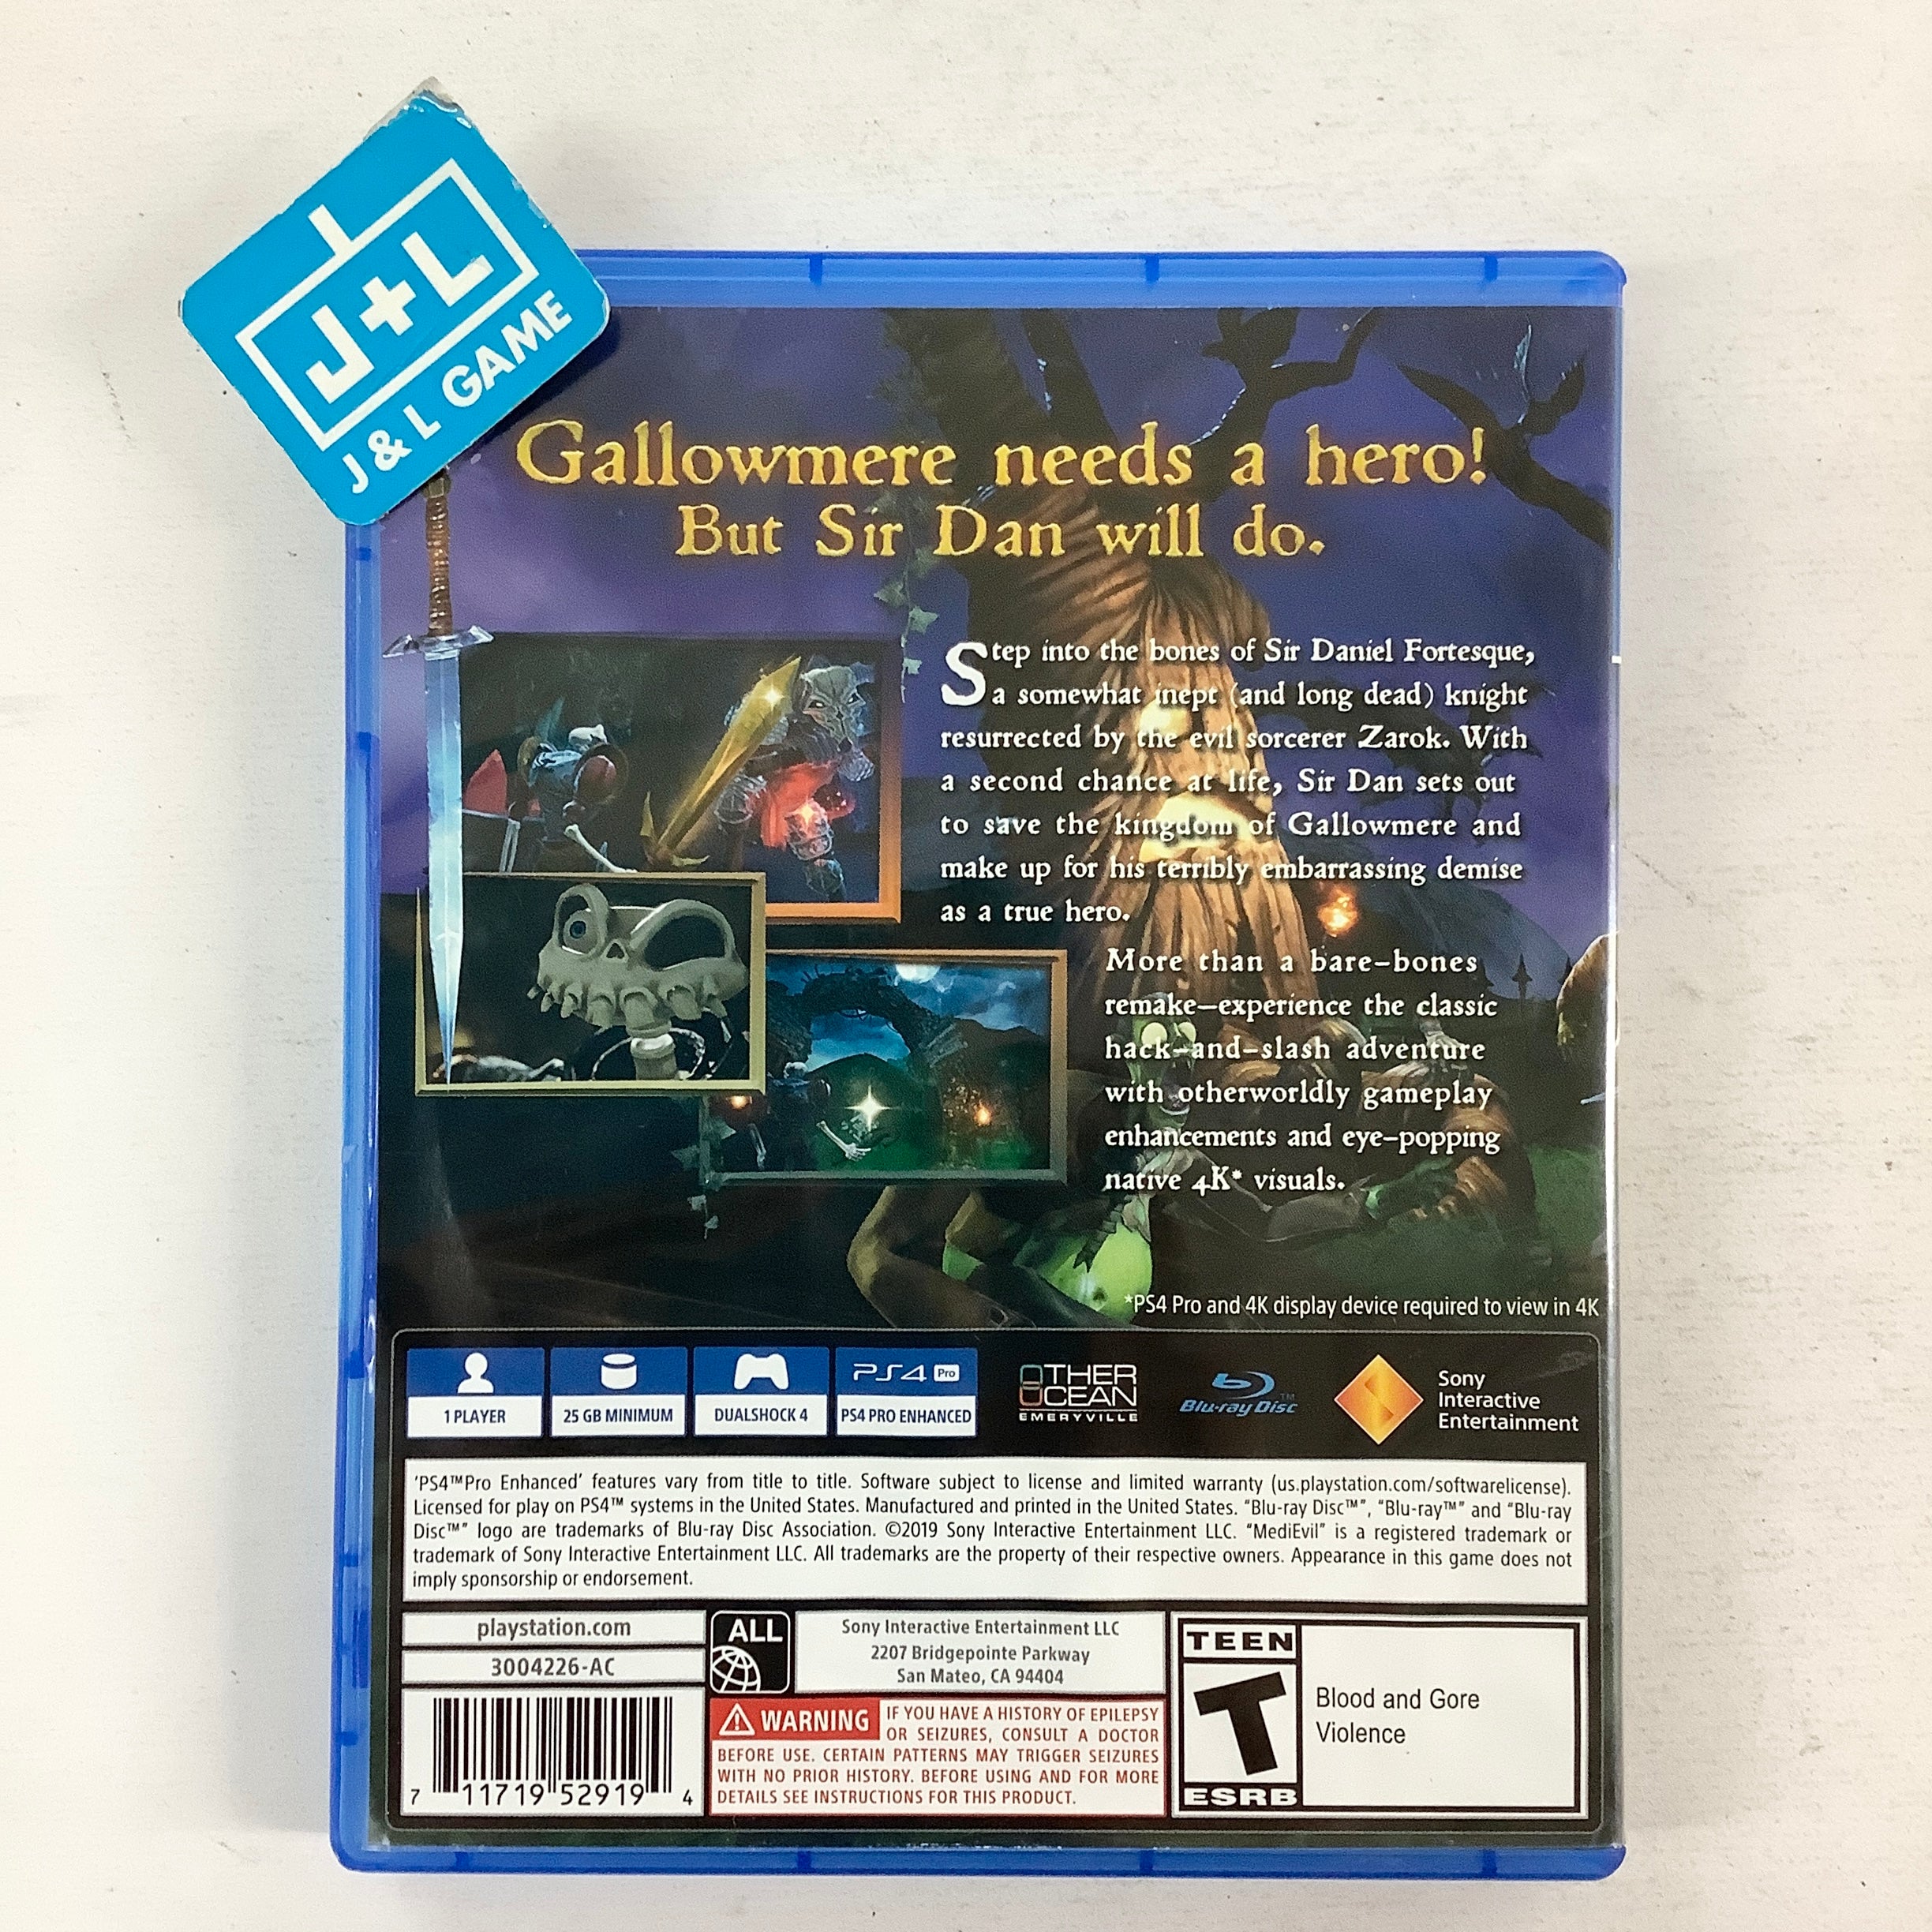 J+L
J & L GAME
Gallowmere needs a hero!
But Sir Dan will do.
Step into the bones of Sir Daniel Fortesque,
a somewhat inept (and long dead) knight
resurrected by the evil sorcerer Zarok. With
a second chance at life, Sir Dan sets out
to save the kingdom of Gallowmere and
make up for his terribly embarrassing demise
as a true hero.
More than a bare-bones
remake—experience the classic
hack-and-slash adventure
with otherworldly gameplay
enhancements and eye-popping
native 4K* visuals.
*PS4 Pro and 4K display device required to view in 4K
PS4 Pro
1 PLAYER
25 GB MINIMUM
DUALSHOCK 4
PS4 PRO ENHANCED
OTHER
OCEAN
EMERYVILLE
Blu-ray Disc™
Sony
Interactive
Entertainment
'PS4™Pro Enhanced' features vary from title to title. Software subject to license and limited warranty (us.playstation.com/softwarelicense).
Licensed for play on PS4™ systems in the United States. Manufactured and printed in the United States. "Blu-ray Disc™", "Blu-ray™" and "Blu-ray
Disc™" logo are trademarks of Blu-ray Disc Association. ©2019 Sony Interactive Entertainment LLC. "MediEvil" is a registered trademark or
trademark of Sony Interactive Entertainment LLC. All trademarks are the property of their respective owners. Appearance in this game does not
imply sponsorship or endorsement.
playstation.com
3004226-AC
7 11719 52919 4
ALL
Sony Interactive Entertainment LLC
2207 Bridgepointe Parkway
San Mateo, CA 94404
WARNING IF YOU HAVE A HISTORY OF EPILEPSY
OR SEIZURES, CONSULT A DOCTOR
BEFORE USE. CERTAIN PATTERNS MAY TRIGGER SEIZURES
WITH NO PRIOR HISTORY. BEFORE USING AND FOR MORE
DETAILS SEE INSTRUCTIONS FOR THIS PRODUCT.
TEEN
T
ESRB
Blood and Gore
Violence